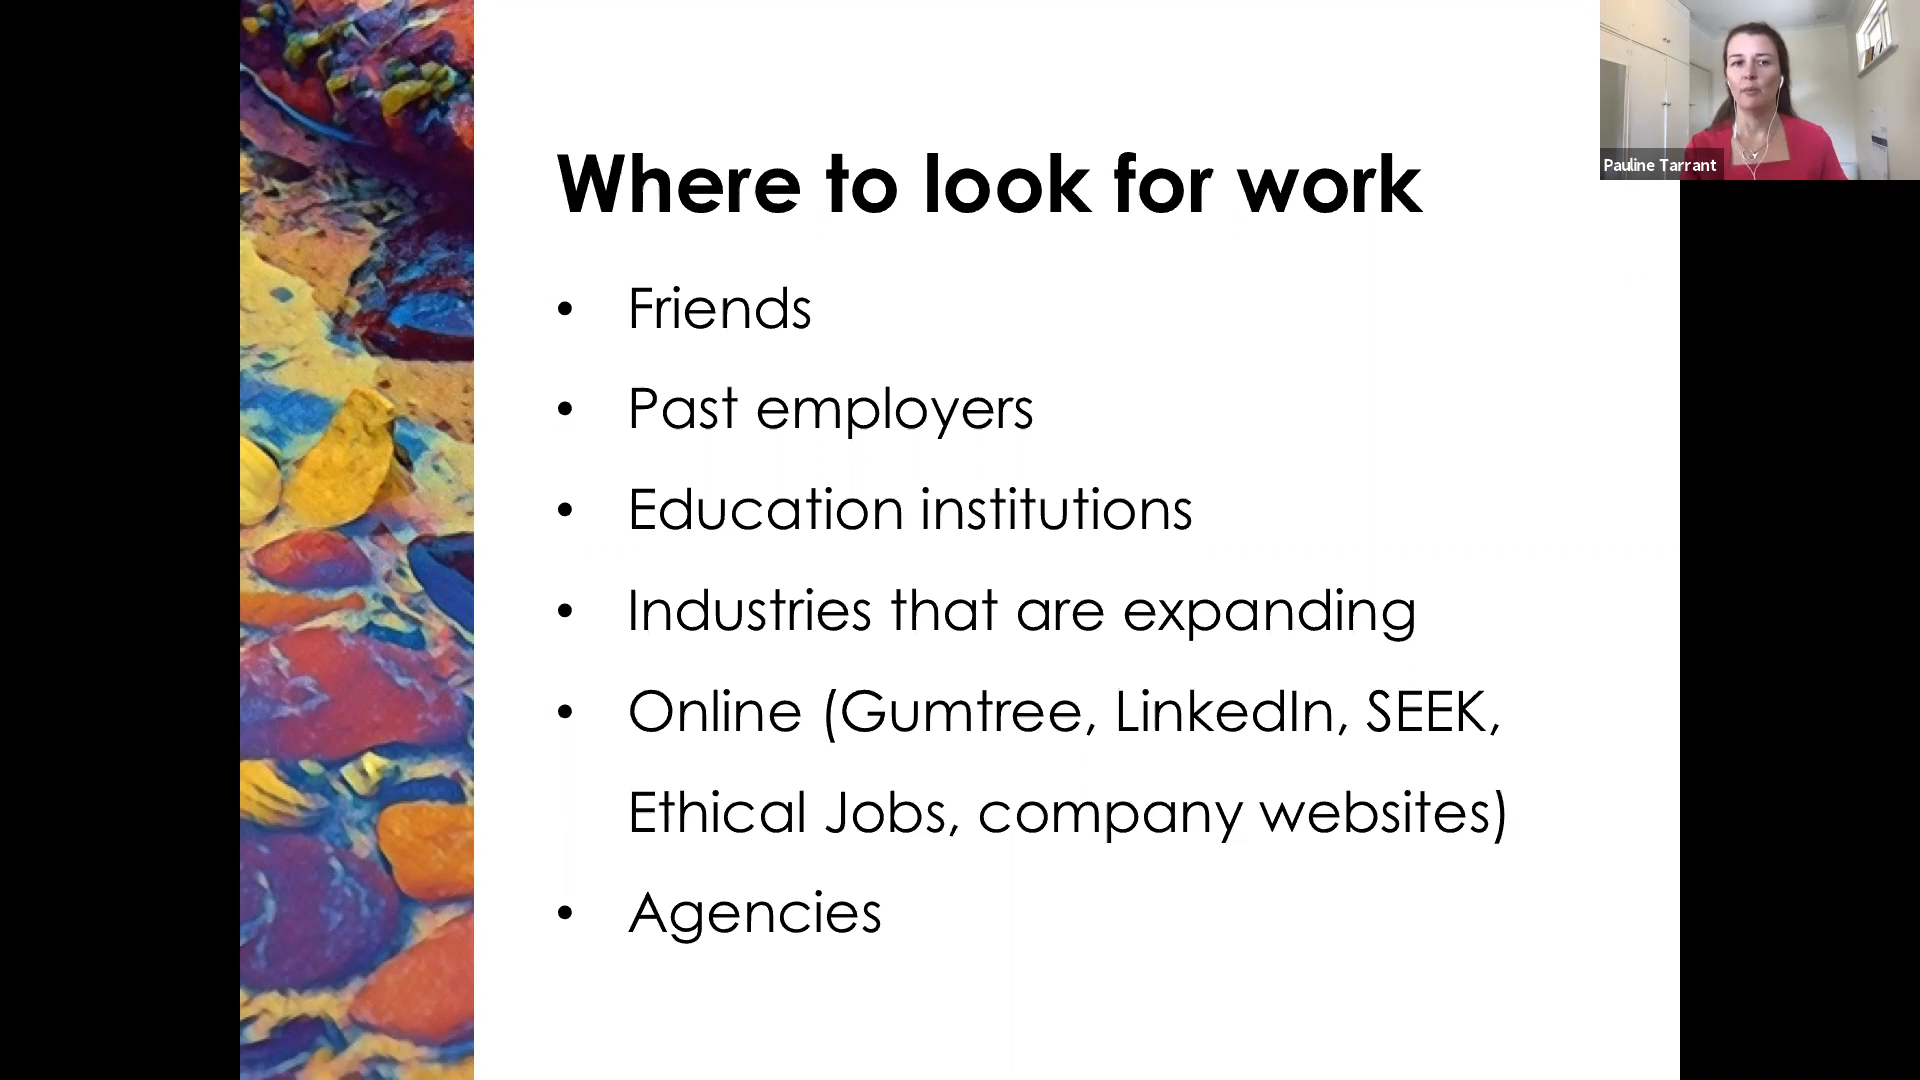 Where to look for work
• Friends
• Past employers
• Education institutions
• Industries that are expanding
• Online (Gumtree, LinkedIn, SEEK,
Ethical Jobs, company websites)
• Agencies
Pauline Tarrant